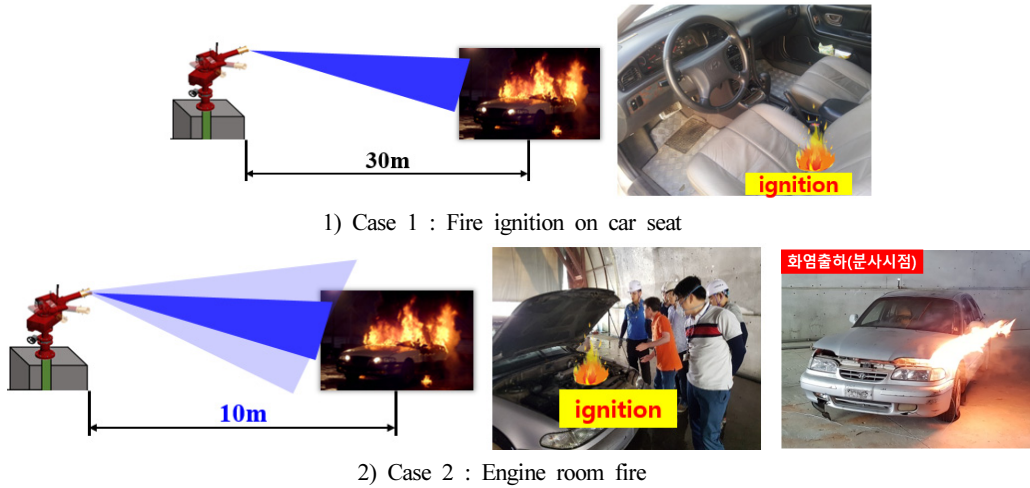 30m
ignition
1) Case 1 : Fire ignition on car seat
10m
ignition
화염출하(분사시점)
2) Case 2 : Engine room fire